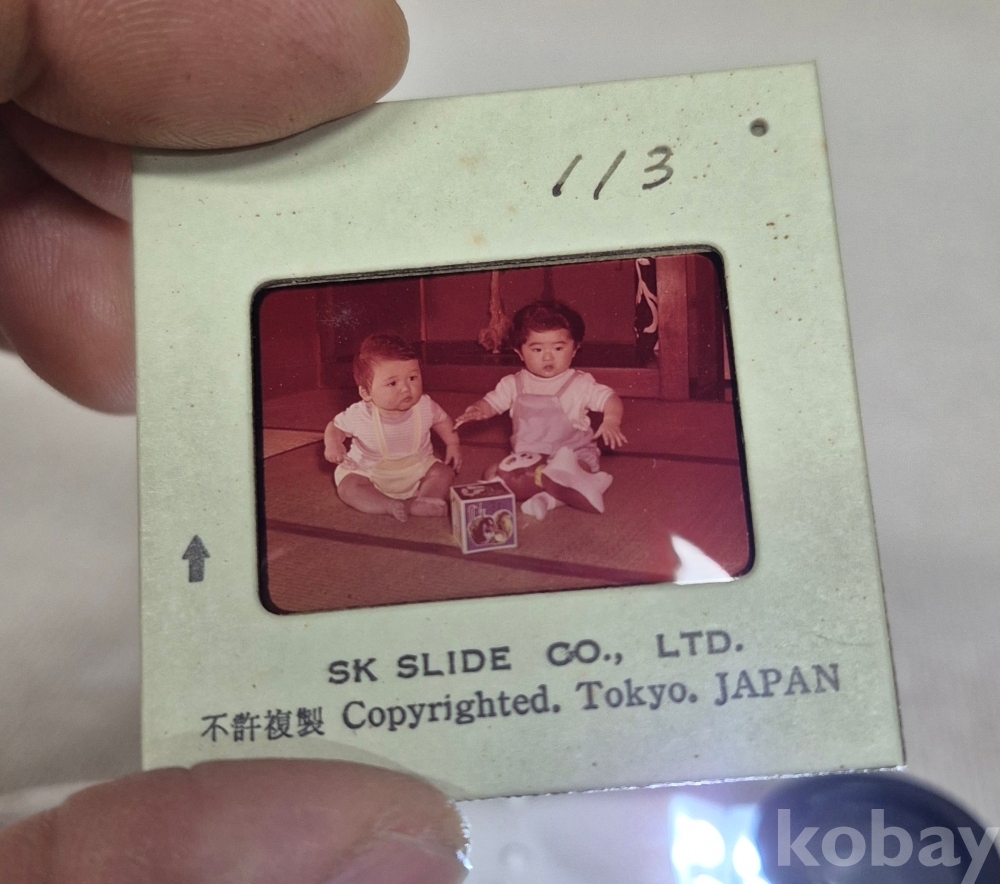 113
SK SLIDE CO., LTD.
不許複製 Copyrighted. Tokyo. JAPAN
kobay